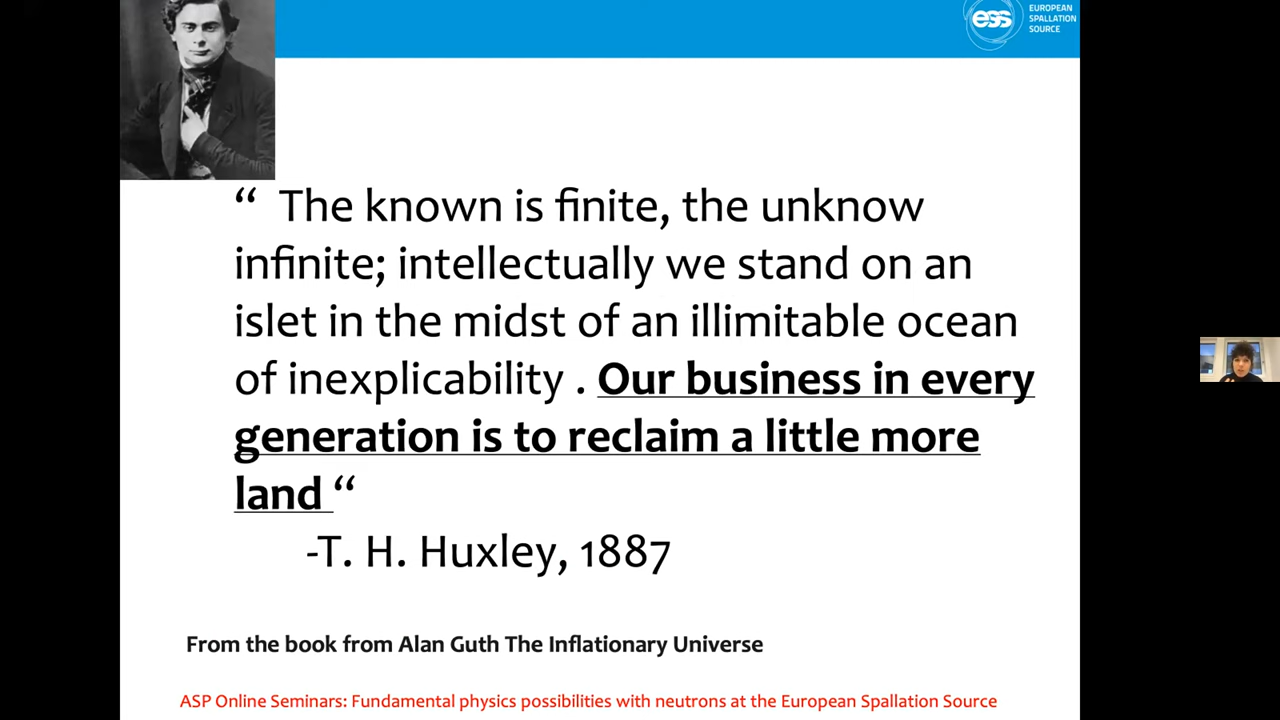 ess EUROPEAN
SPALLATION
SOURCE
“ The known is finite, the unknow
infinite; intellectually we stand on an
islet in the midst of an illimitable ocean
of inexplicability . Our business in every
generation is to reclaim a little more
land “
-T. H. Huxley, 1887
From the book from Alan Guth The Inflationary Universe
ASP Online Seminars: Fundamental physics possibilities with neutrons at the European Spallation Source